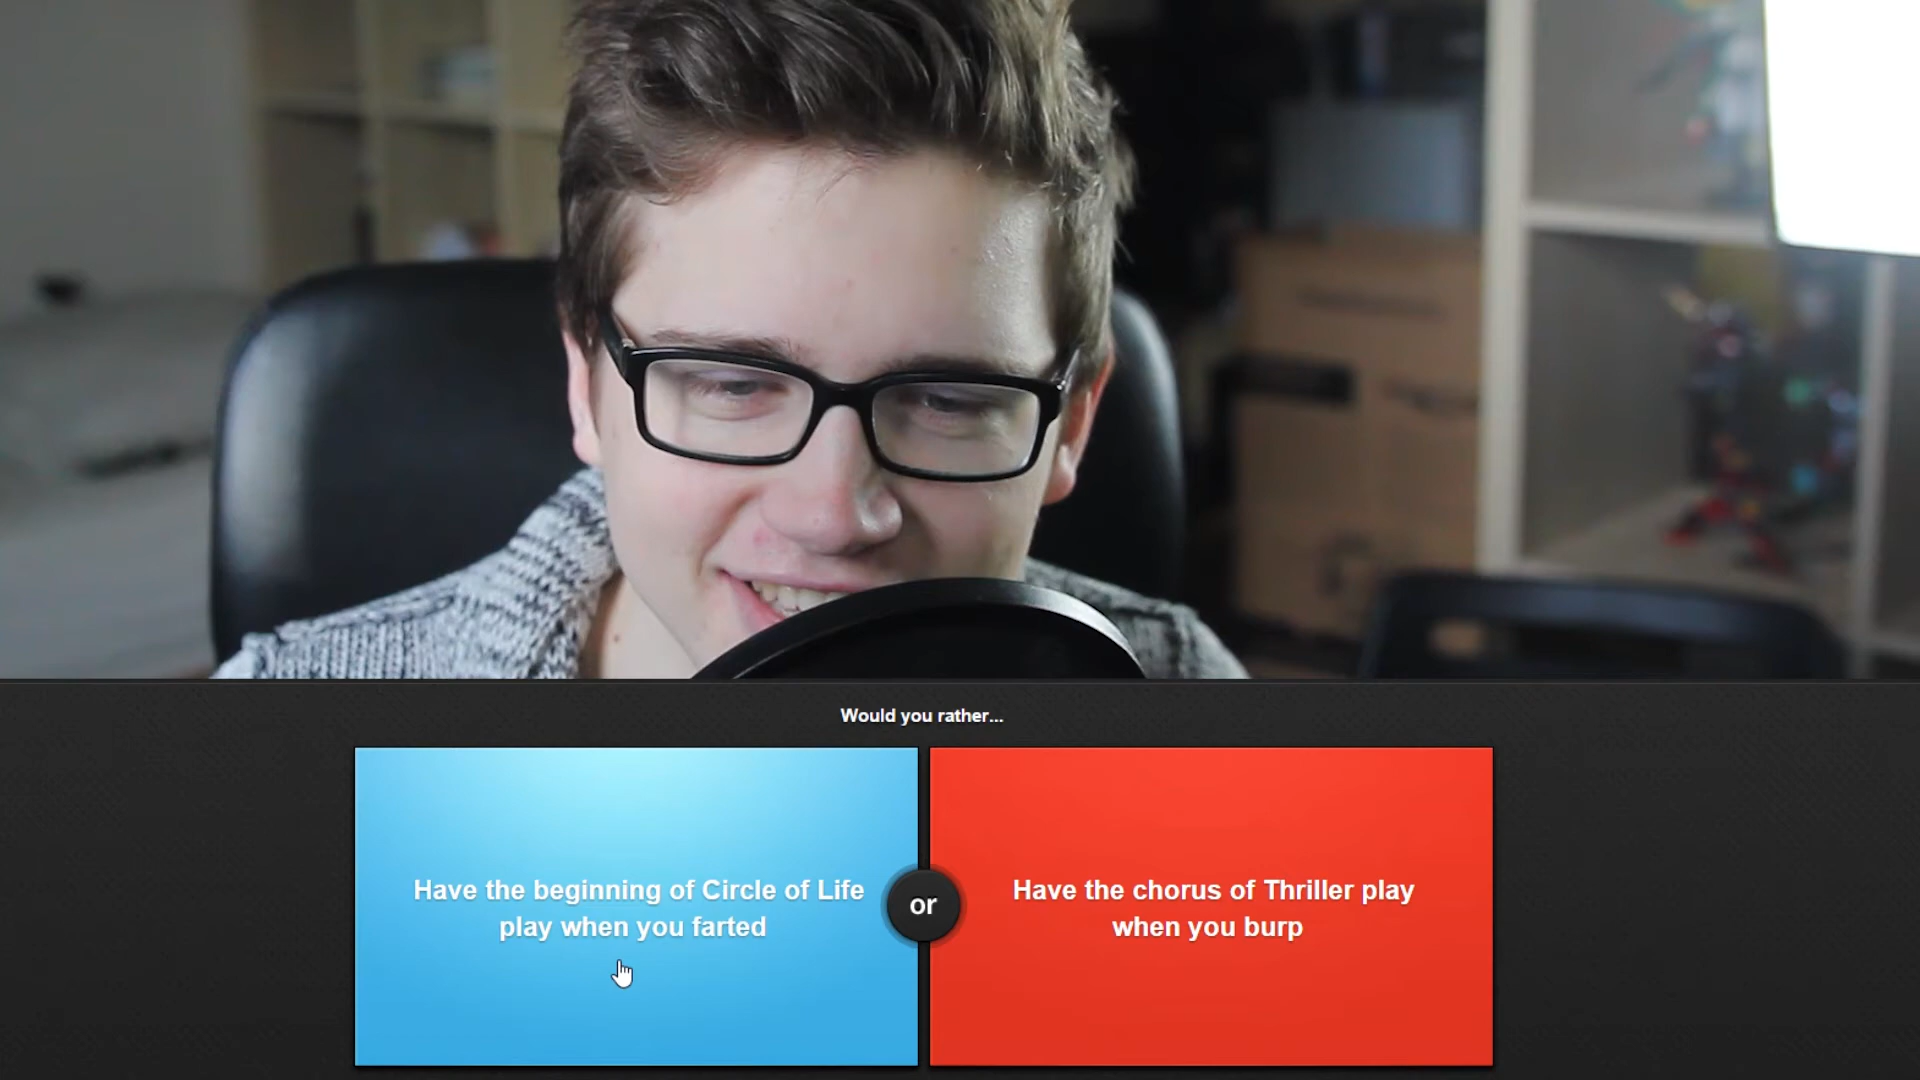 Would you rather...
Have the beginning of Circle of Life
play when you farted
or
Have the chorus of Thriller play
when you burp